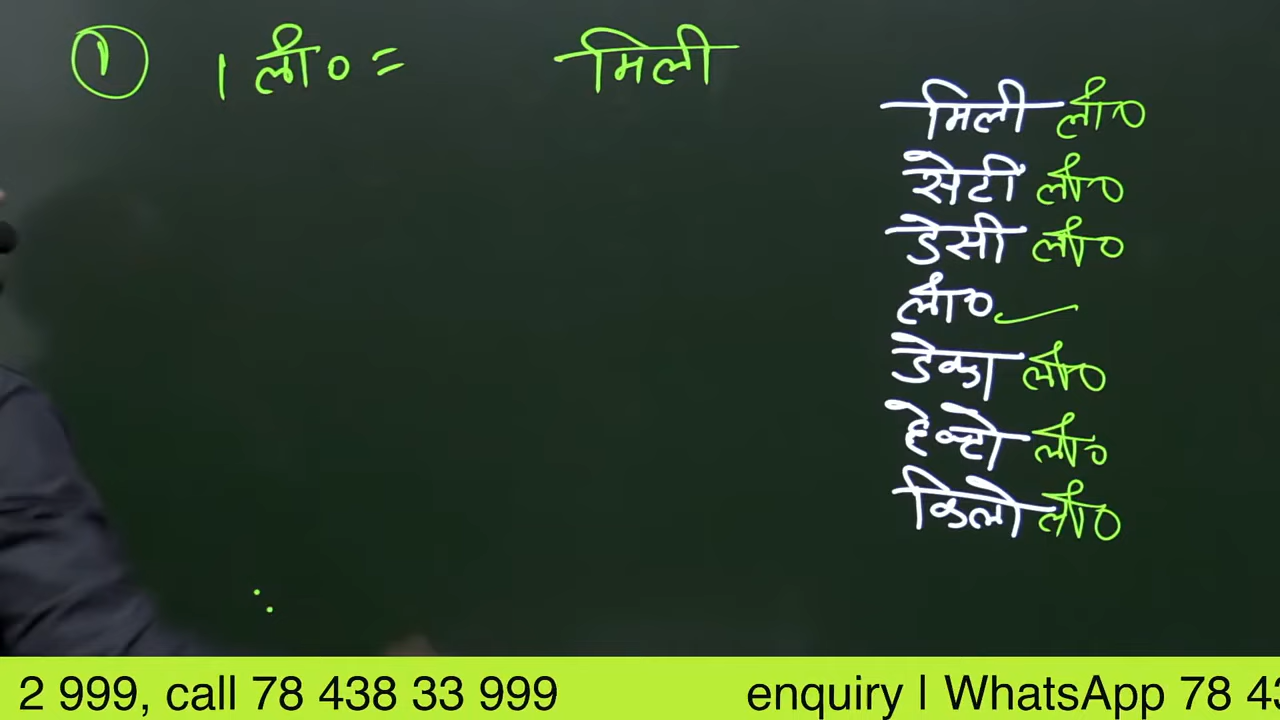 ① 1 ली० = मिली
मिली ली०
सेंटी ली०
डेसी ली०
ली०
डेका ली०
हेक्टो ली०
किलो ली०
2 999, call 78 438 33 999 enquiry | WhatsApp 78 43